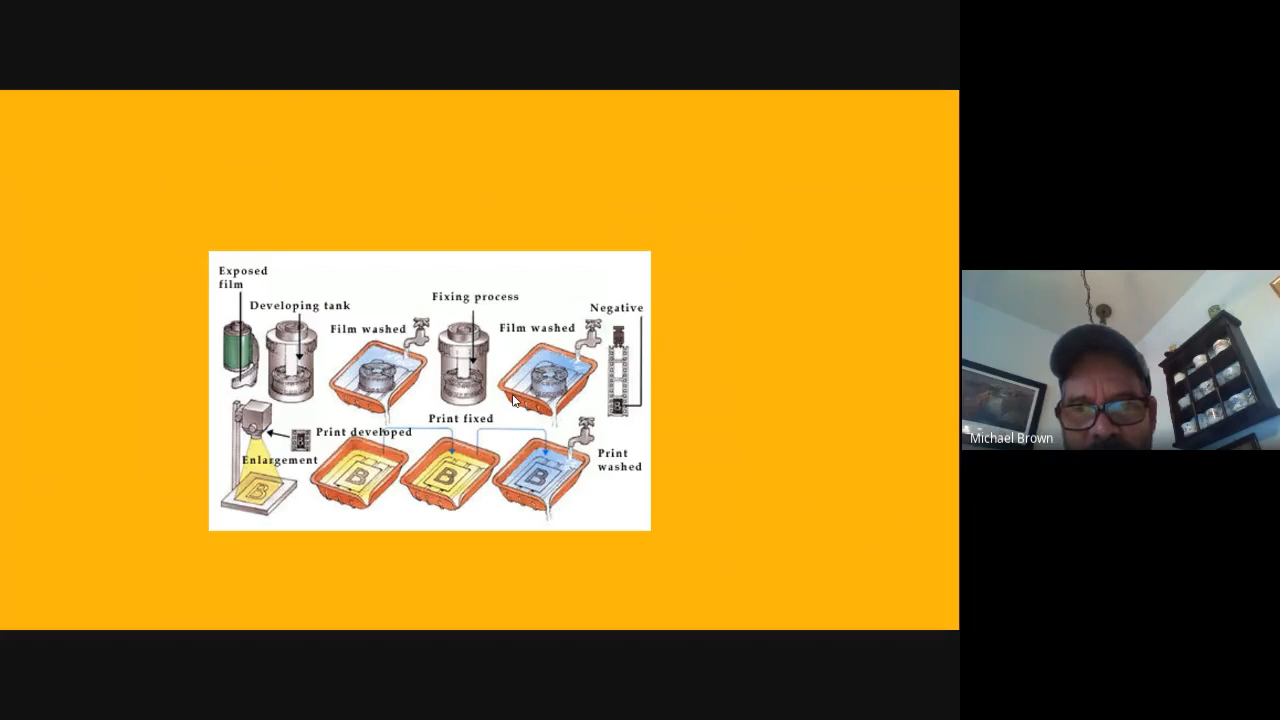 Exposed
film
Developing tank
Film washed
Fixing process
Film washed
Negative
Enlargement
Print developed
Print fixed
Print
washed
B
B
B
B
Michael Brown